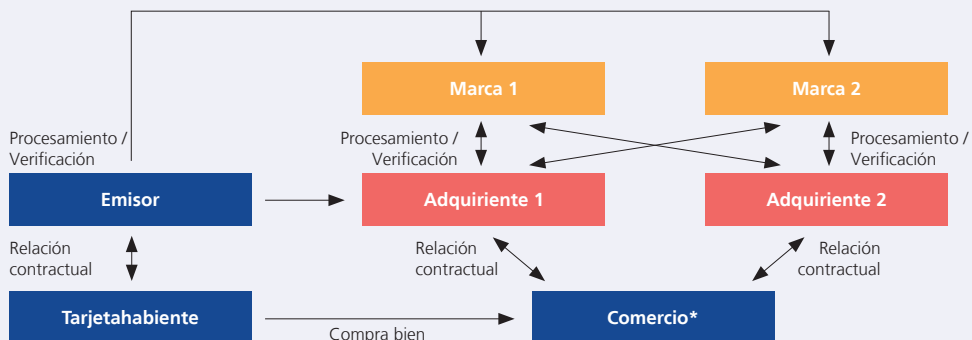 Marca 1
Marca 2
Procesamiento /
Verificación
Procesamiento /
Verificación
Procesamiento /
Verificación
Emisor
Adquiriente 1
Adquiriente 2
Relación
contractual
Relación
contractual
Relación
contractual
Tarjetahabiente
Compra bien
Comercio*